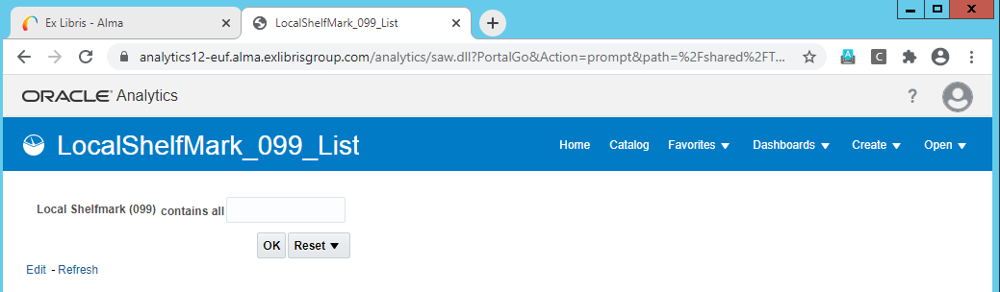 Ex Libris - Alma
LocalShelfMark_099_List
analytics12-euf.alma.exlibrisgroup.com/analytics/saw.dll?PortalGo&Action=prompt&path=%2Fshared%2FT...
C
ORACLE Analytics
?
LocalShelfMark_099_List
Home Catalog Favorites Dashboards Create Open
Local Shelfmark (099) contains all
OK Reset
Edit - Refresh